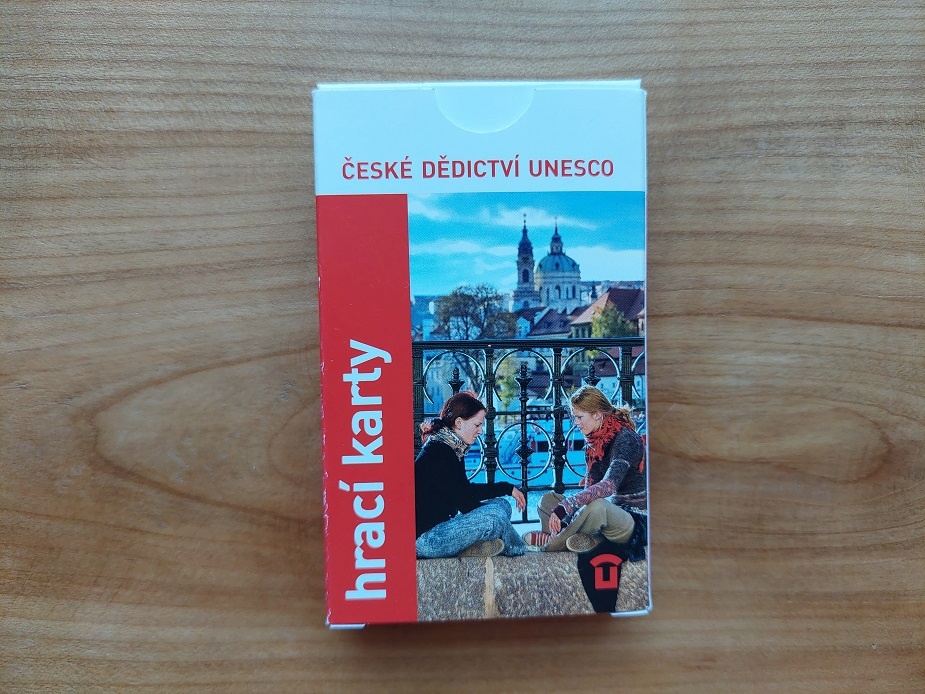 ČESKÉ DĚDICTVÍ UNESCO
hrací karty